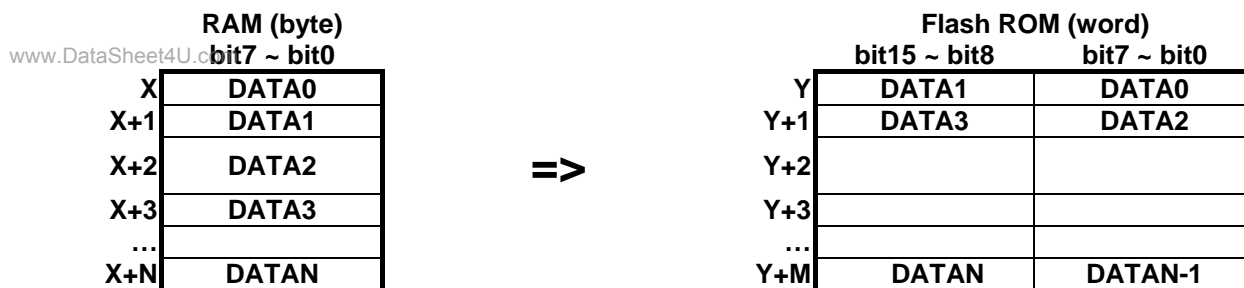 RAM (byte) Flash ROM (word)
www.DataSheet4U.com bit7 ~ bit0 bit15 ~ bit8 bit7 ~ bit0
X DATA0 Y DATA1 DATA0
X+1 DATA1 Y+1 DATA3 DATA2
X+2 DATA2 => Y+2
X+3 DATA3 Y+3
... ...
X+N DATAN Y+M DATAN DATAN-1